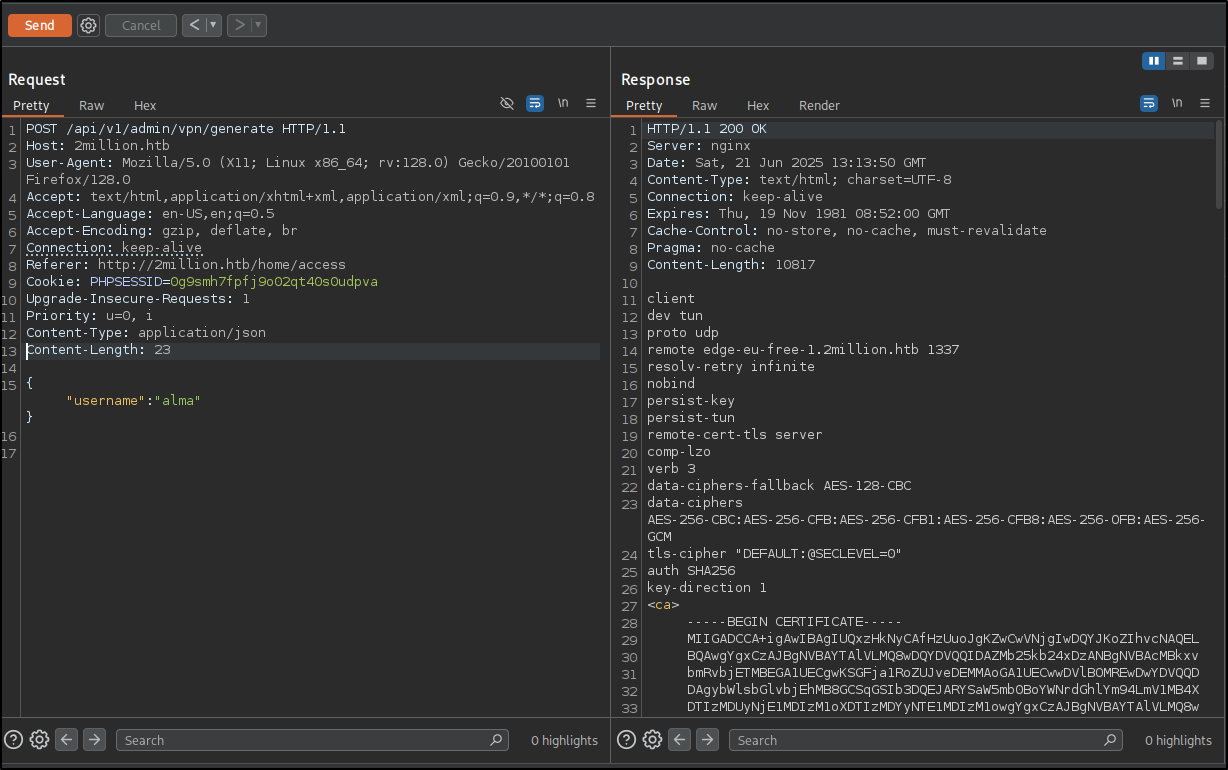 Send Cancel < ▼ > ▼
Request
Pretty Raw Hex \n
1 POST /api/v1/admin/vpn/generate HTTP/1.1
2 Host: 2million.htb
3 User-Agent: Mozilla/5.0 (X11; Linux x86_64; rv:128.0) Gecko/20100101
Firefox/128.0
4 Accept: text/html,application/xhtml+xml,application/xml;q=0.9,*/*;q=0.8
5 Accept-Language: en-US,en;q=0.5
6 Accept-Encoding: gzip, deflate, br
7 Connection: keep-alive
8 Referer: http://2million.htb/home/access
9 Cookie: PHPSESSID=0g9smh7fpfj9o02qt40s0udpva
10 Upgrade-Insecure-Requests: 1
11 Priority: u=0, i
12 Content-Type: application/json
13 Content-Length: 23
14
15 {
"username":"alma"
}
16
17
Search 0 highlights
Response
Pretty Raw Hex Render \n
1 HTTP/1.1 200 OK
2 Server: nginx
3 Date: Sat, 21 Jun 2025 13:13:50 GMT
4 Content-Type: text/html; charset=UTF-8
5 Connection: keep-alive
6 Expires: Thu, 19 Nov 1981 08:52:00 GMT
7 Cache-Control: no-store, no-cache, must-revalidate
8 Pragma: no-cache
9 Content-Length: 10817
10
11 client
12 dev tun
13 proto udp
14 remote edge-eu-free-1.2million.htb 1337
15 resolv-retry infinite
16 nobind
17 persist-key
18 persist-tun
19 remote-cert-tls server
20 comp-lzo
21 verb 3
22 data-ciphers-fallback AES-128-CBC
23 data-ciphers
AES-256-CBC:AES-256-CFB:AES-256-CFB1:AES-256-CFB8:AES-256-OFB:AES-256-
GCM
24 tls-cipher "DEFAULT:@SECLEVEL=0"
25 auth SHA256
26 key-direction 1
27 <ca>
28 -----BEGIN CERTIFICATE-----
29 MIIGADCCA+igAwIBAgIUQxzHkNyCAfHzUuoJgKZwCwVNjgIwDQYJKoZIhvcNAQEL
30 BQAwgYgxCzAJBgNVBAYTAlVLMQ8wDQYDVQQIDAZMb25kb24xDzANBgNVBAcMBkxv
31 bmRvbjETMBEGA1UECgwKSGFja1RoZUJveDEMMAoGA1UECwwDVlBOMREwDwYDVQQD
32 DAgybWlsbGlvbjEhMB8GCSqGSIb3DQEJARYSaW5mb0BoYWNrdGhlYm94LmV1MB4X
33 DTIzMDUyNjE1MDIzM1oXDTIzMDYyNTE1MDIzM1owgYgxCzAJBgNVBAYTAlVLMQ8w
Search 0 highlights